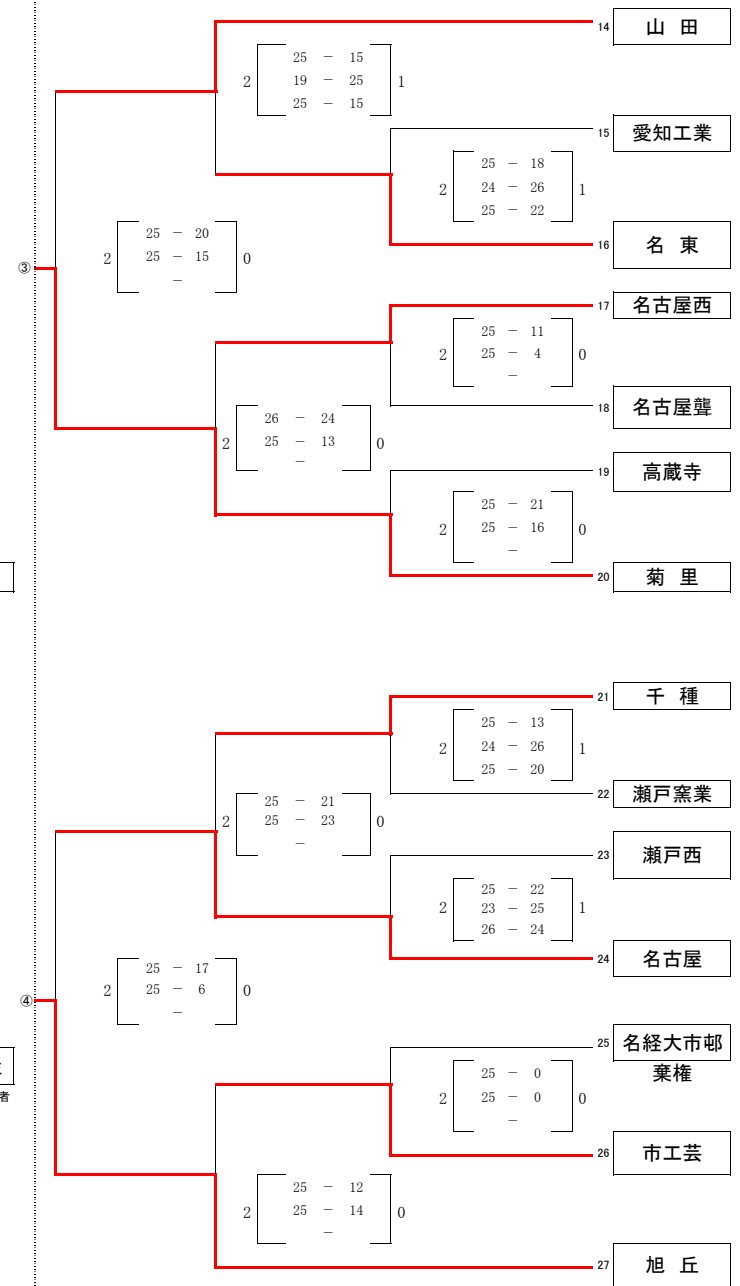 14 山 田
25 － 15
2 19 － 25 1
25 － 15
15 愛知工業
25 － 18
2 24 － 26 1
25 － 22
16 名 東
25 － 20
2 25 － 15 0
－
③
17 名古屋西
25 － 11
2 25 － 4 0
－
18 名古屋聾
26 － 24
2 25 － 13 0
－
19 高蔵寺
25 － 21
2 25 － 16 0
－
20 菊 里
21 千 種
25 － 13
2 24 － 26 1
25 － 20
22 瀬戸窯業
25 － 21
2 25 － 23 0
－
23 瀬戸西
25 － 22
2 23 － 25 1
26 － 24
24 名古屋
25 － 17
2 25 － 6 0
－
④
25 名経大市邨
棄権
25 － 0
2 25 － 0 0
－
者
26 市工芸
25 － 12
2 25 － 14 0
－
27 旭 丘